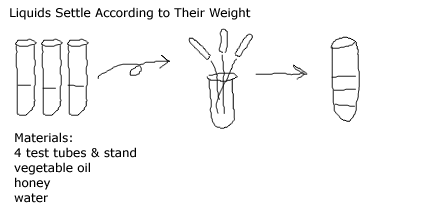 Liquids Settle According to Their Weight
Materials:
4 test tubes & stand
vegetable oil
honey
water